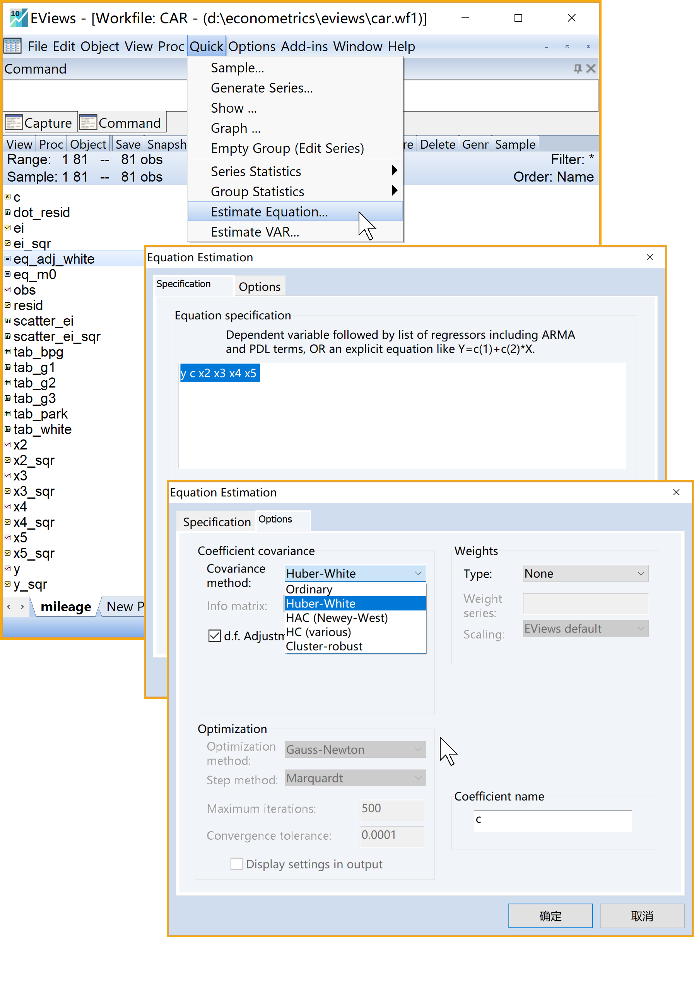 10 EViews - [Workfile: CAR - (d:\econometrics\eviews\car.wf1)]
File Edit Object View Proc Quick Options Add-ins Window Help
Command
Sample...
Generate Series...
Show ...
Graph ...
Empty Group (Edit Series)
Series Statistics
Group Statistics
Estimate Equation...
Estimate VAR...
Capture Command
View Proc Object Save Snapsh re Delete Genr Sample
Range: 1 81 -- 81 obs Filter: *
Sample: 1 81 -- 81 obs Order: Name
c
dot_resid
ei
ei_sqr
eq_adj_white
eq_m0
obs
resid
scatter_ei
scatter_ei_sqr
tab_bpg
tab_g1
tab_g2
tab_g3
tab_park
tab_white
x2
x2_sqr
x3
x3_sqr
x4
x4_sqr
x5
x5_sqr
y
y_sqr
mileage New P
Equation Estimation
Specification Options
Equation specification
Dependent variable followed by list of regressors including ARMA
and PDL terms, OR an explicit equation like Y=c(1)+c(2)*X.
y c x2 x3 x4 x5
Equation Estimation
Specification Options
Coefficient covariance
Covariance
method:
Huber-White
Ordinary
Huber-White
HAC (Newey-West)
HC (various)
Cluster-robust
Info matrix:
d.f. Adjustm
Weights
Type: None
Weight
series:
Scaling: EViews default
Optimization
Optimization
method:
Gauss-Newton
Step method: Marquardt
Maximum iterations: 500
Convergence tolerance: 0.0001
Display settings in output
Coefficient name
c
确定 取消